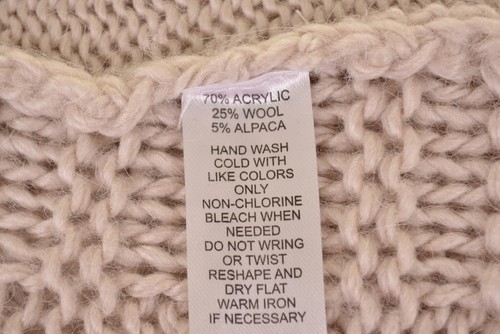 70% ACRYLIC
25% WOOL
5% ALPACA
HAND WASH
COLD WITH
LIKE COLORS
ONLY
NON-CHLORINE
BLEACH WHEN
NEEDED
DO NOT WRING
OR TWIST
RESHAPE AND
DRY FLAT
WARM IRON
IF NECESSARY